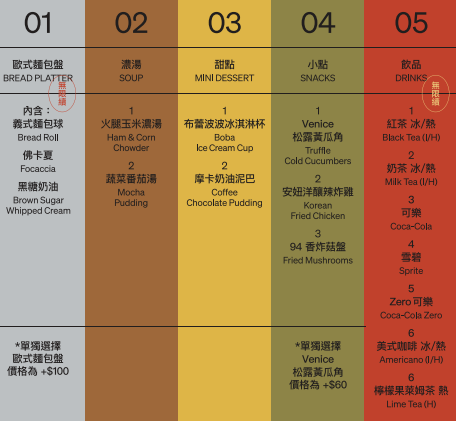 01
歐式麵包盤
BREAD PLATTER
無限續
內含：
義式麵包球
Bread Roll
佛卡夏
Focaccia
黑糖奶油
Brown Sugar
Whipped Cream
*單獨選擇
歐式麵包盤
價格為 +$100
02
濃湯
SOUP
1
火腿玉米濃湯
Ham & Corn
Chowder
2
蔬菜番茄湯
Mocha
Pudding
03
甜點
MINI DESSERT
1
布蕾波波冰淇淋杯
Boba
Ice Cream Cup
2
摩卡奶油泥巴
Coffee
Chocolate Pudding
04
小點
SNACKS
1
Venice
松露黃瓜角
Truffle
Cold Cucumbers
2
安妞洋釀辣炸雞
Korean
Fried Chicken
3
94 香炸菇盤
Fried Mushrooms
*單獨選擇
Venice
松露黃瓜角
價格為 +$60
05
飲品
DRINKS
無限續
1
紅茶 冰/熱
Black Tea (I/H)
2
奶茶 冰/熱
Milk Tea (I/H)
3
可樂
Coca-Cola
4
雪碧
Sprite
5
Zero 可樂
Coca-Cola Zero
6
美式咖啡 冰/熱
Americano (I/H)
6
檸檬果萊姆茶 熱
Lime Tea (H)